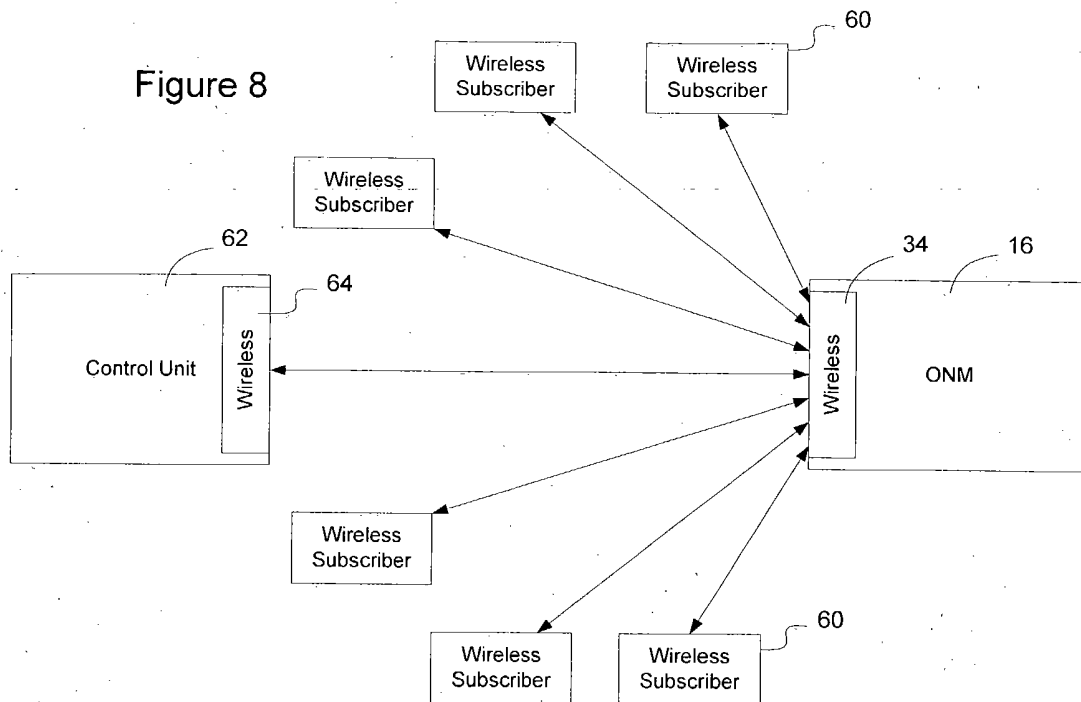 Figure 8
Wireless
Subscriber
Wireless
Subscriber
60
Wireless
Subscriber
62
64
Control Unit
Wireless
34
16
Wireless
ONM
Wireless
Subscriber
Wireless
Subscriber
Wireless
Subscriber
60